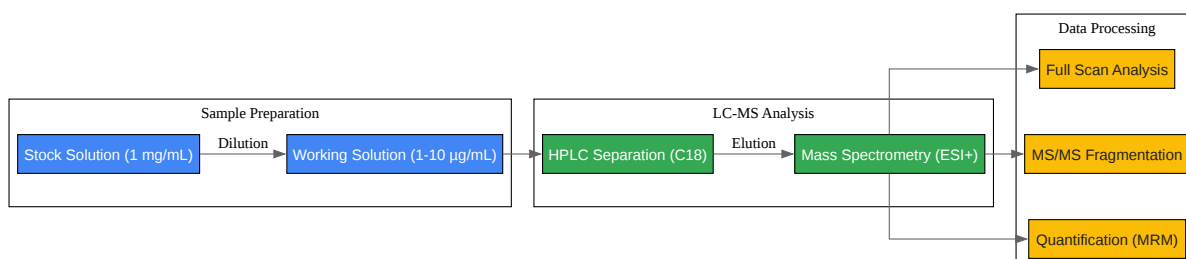 Sample Preparation
Stock Solution (1 mg/mL)
Dilution
Working Solution (1-10 µg/mL)
LC-MS Analysis
HPLC Separation (C18)
Elution
Mass Spectrometry (ESI+)
Data Processing
Full Scan Analysis
MS/MS Fragmentation
Quantification (MRM)